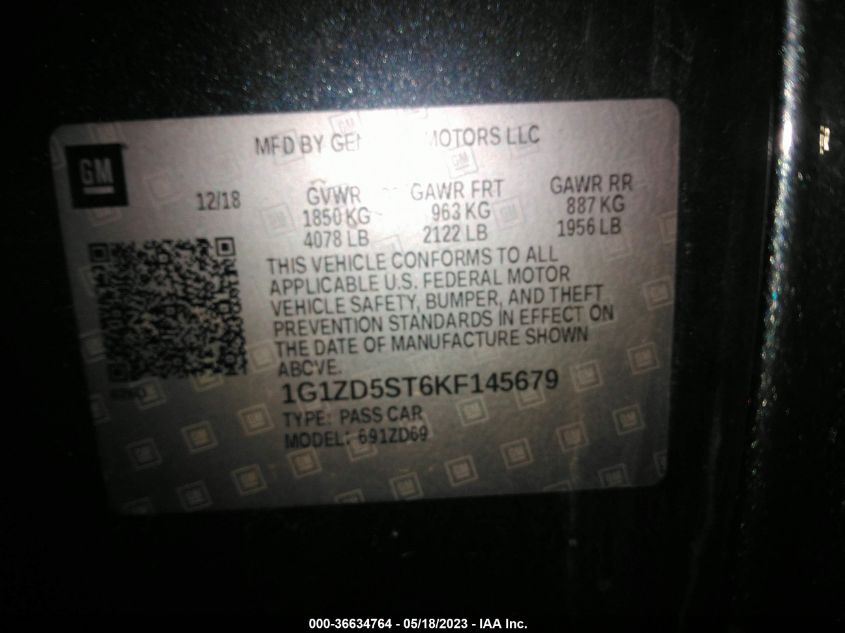 MFD BY GE MOTORS LLC
GM
12/18
GVWR GAWR FRT GAWR RR
1850 KG 963 KG 887 KG
4078 LB 2122 LB 1956 LB
THIS VEHICLE CONFORMS TO ALL
APPLICABLE U.S. FEDERAL MOTOR
VEHICLE SAFETY, BUMPER, AND THEFT
PREVENTION STANDARDS IN EFFECT ON
THE DATE OF MANUFACTURE SHOWN
ABOVE.
1G1ZD5ST6KF145679
TYPE: PASS CAR
MODEL: 691ZD69
000-36634764 - 05/18/2023 - IAA Inc.